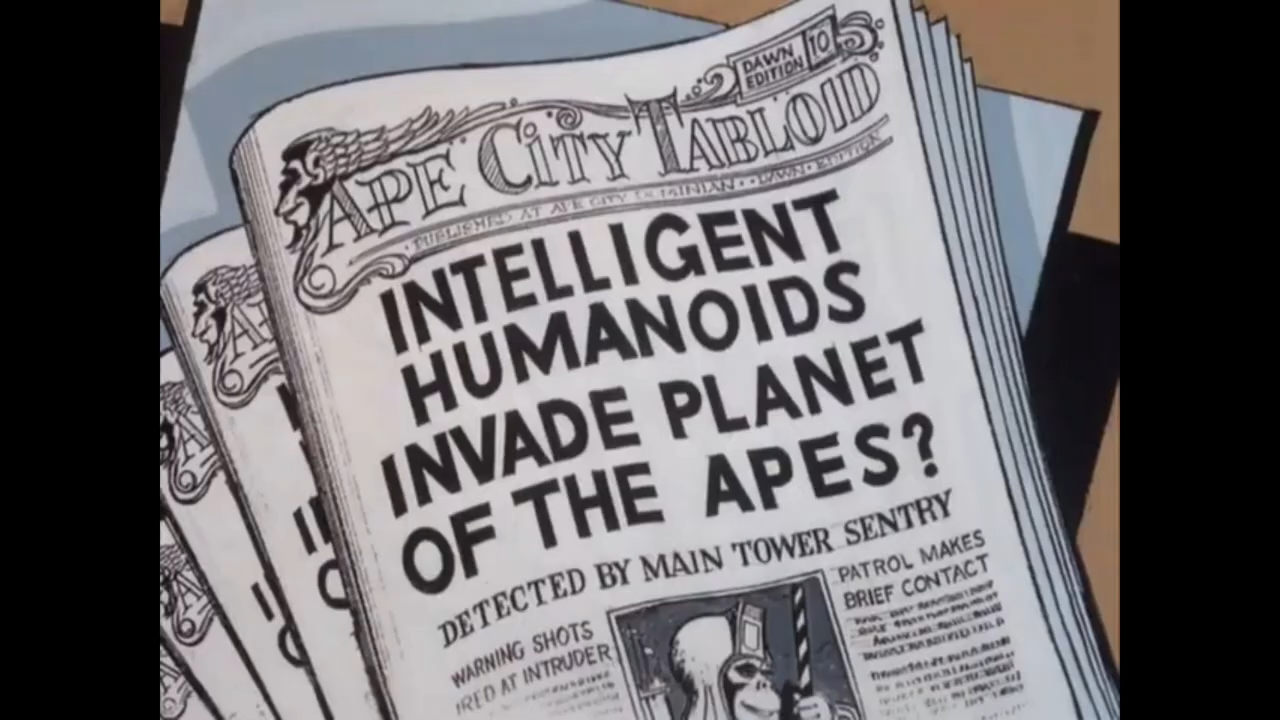 DAWN
EDITION 10
APE CITY TABLOID
PUBLISHED AT APE CITY DOMINIAN · DAWN · EDITION
INTELLIGENT
HUMANOIDS
INVADE PLANET
OF THE APES?
DETECTED BY MAIN TOWER SENTRY
WARNING SHOTS
IRED AT INTRUDER
PATROL MAKES
BRIEF CONTACT